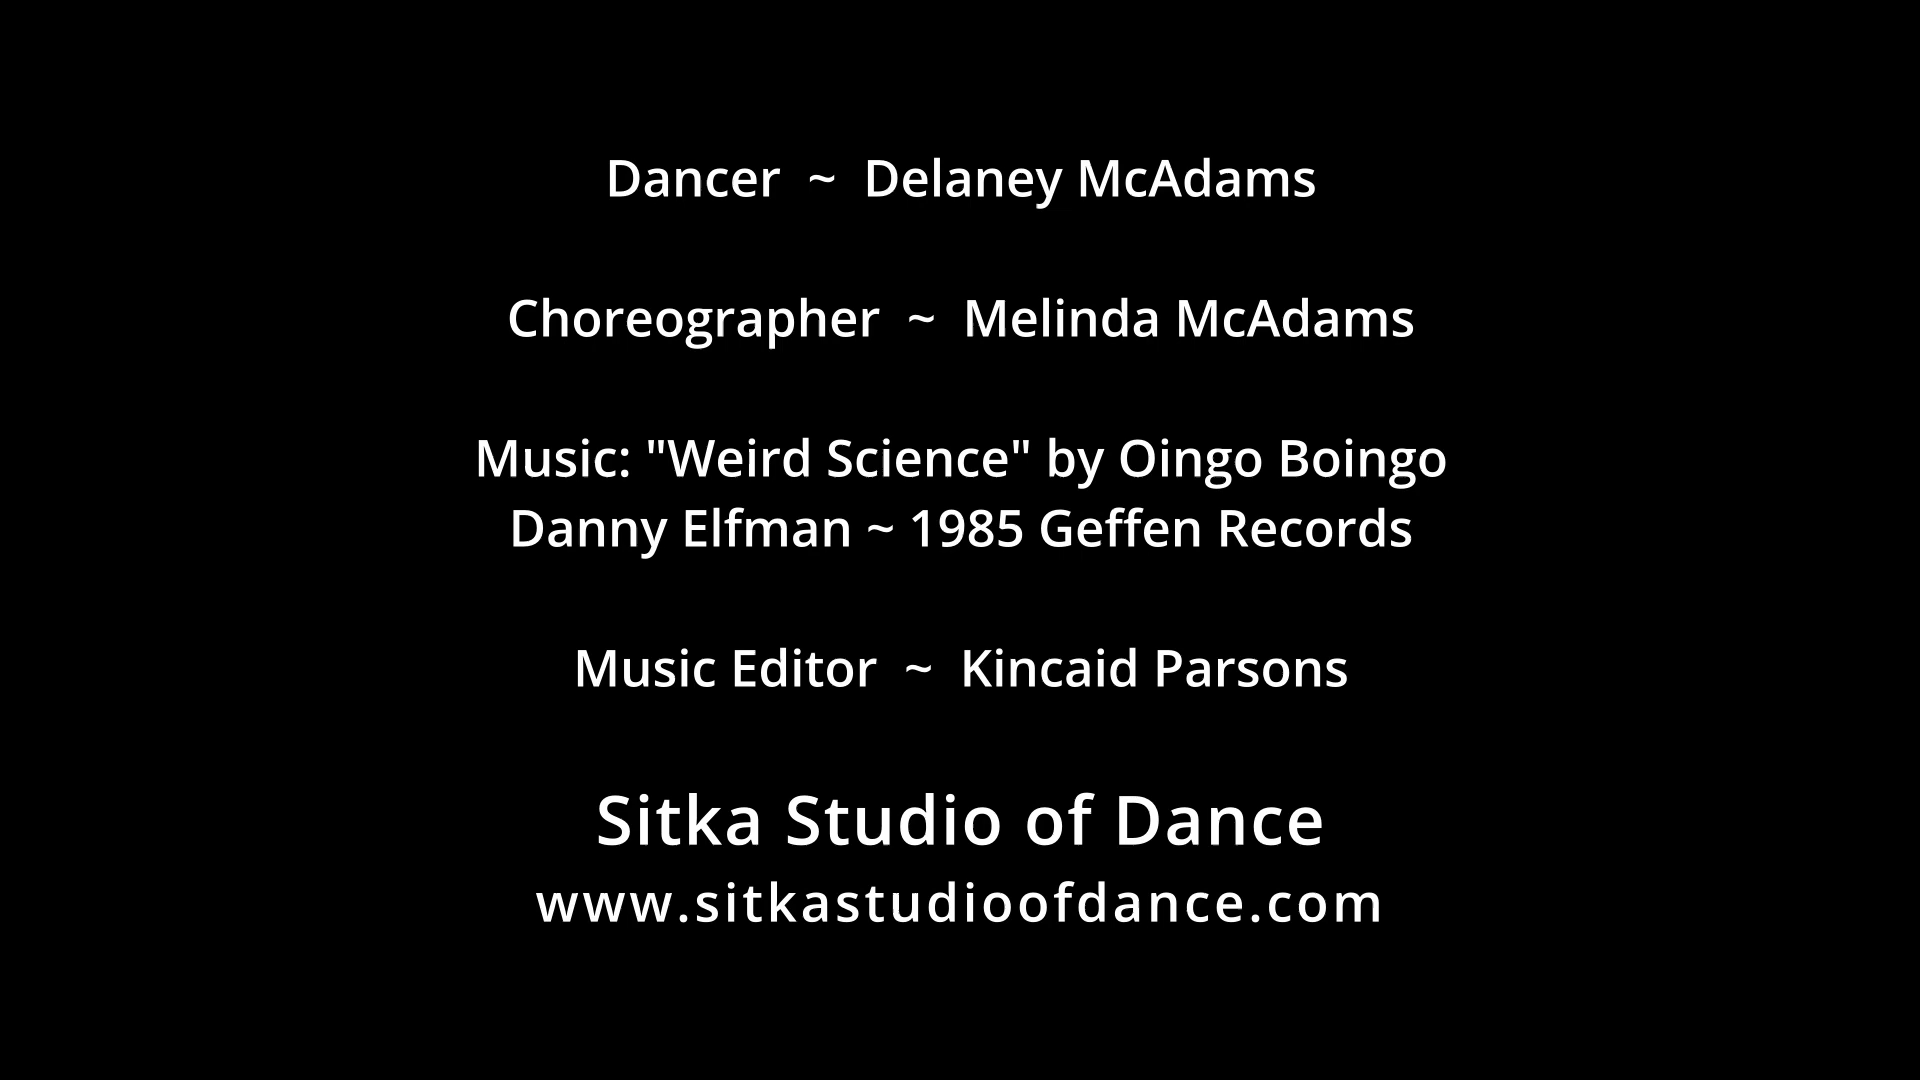 Dancer ~ Delaney McAdams
Choreographer ~ Melinda McAdams
Music: "Weird Science" by Oingo Boingo
Danny Elfman ~ 1985 Geffen Records
Music Editor ~ Kincaid Parsons
Sitka Studio of Dance
www.sitkastudioofdance.com